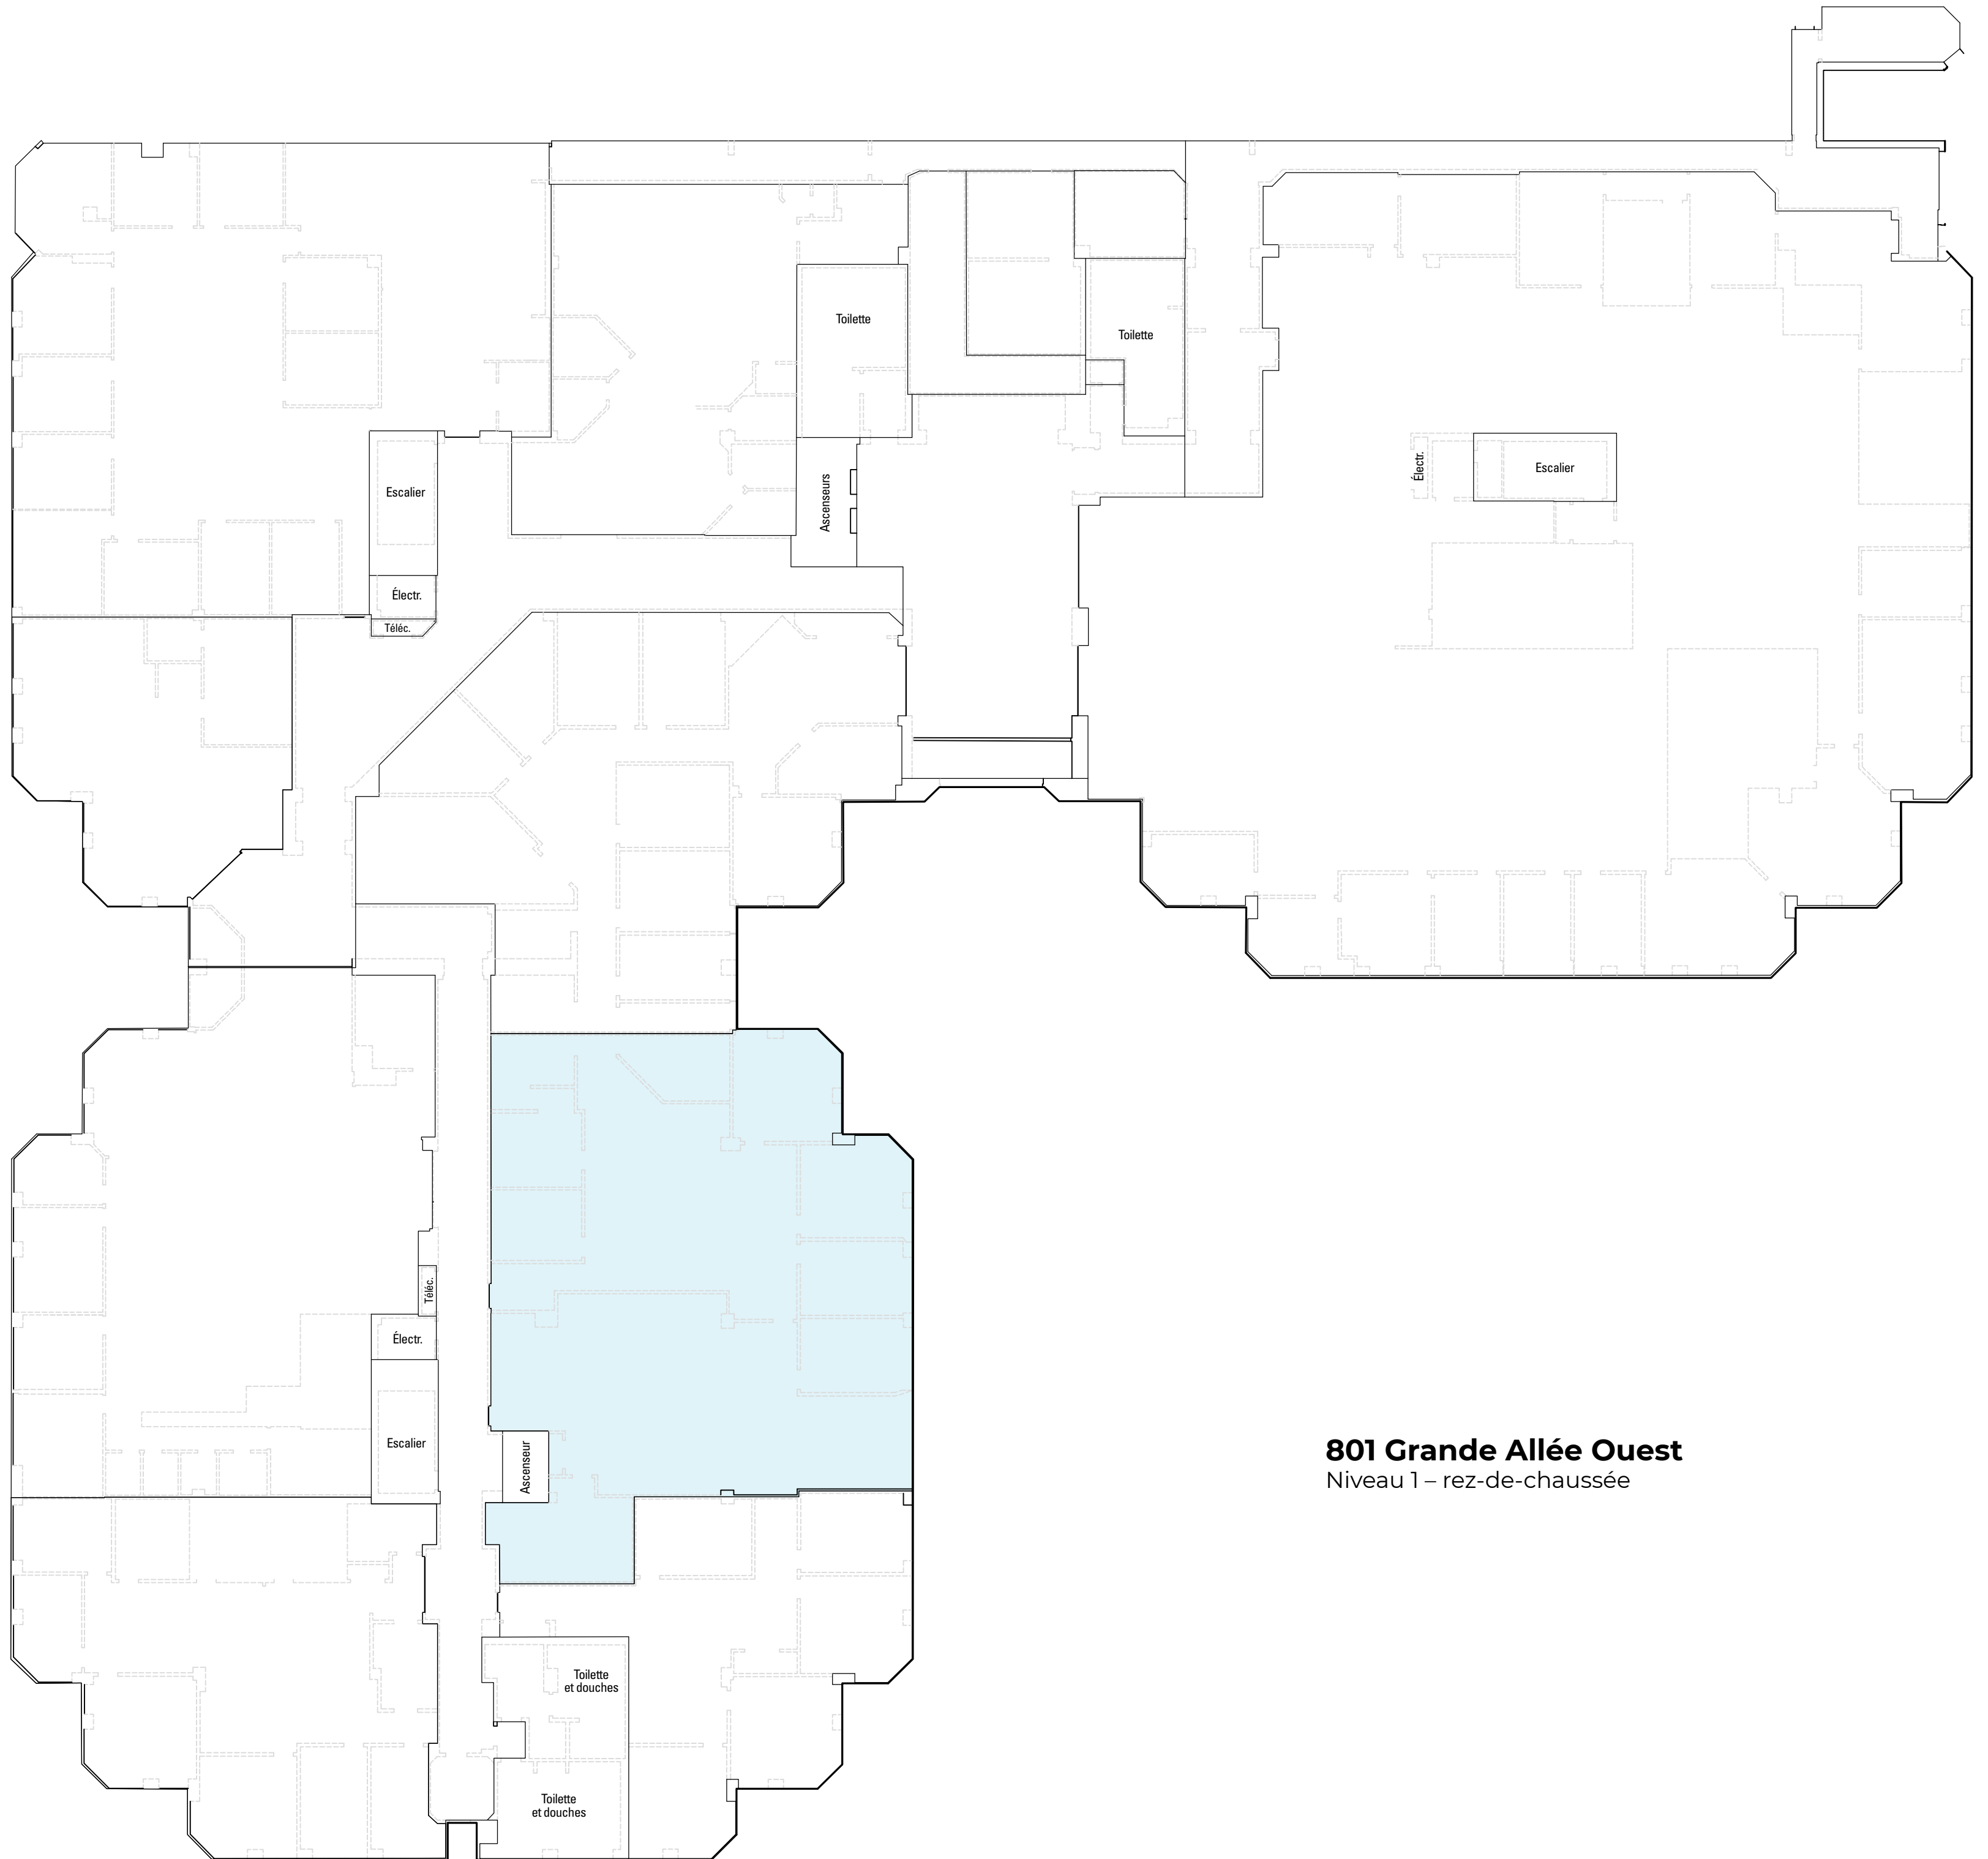 Toilette
Toilette
Escalier
Ascenseurs
Électr.
Escalier
Électr.
Téléc.
Téléc.
Électr.
Escalier
Ascenseur
801 Grande Allée Ouest
Niveau 1 – rez-de-chaussée
Toilette
et douches
Toilette
et douches